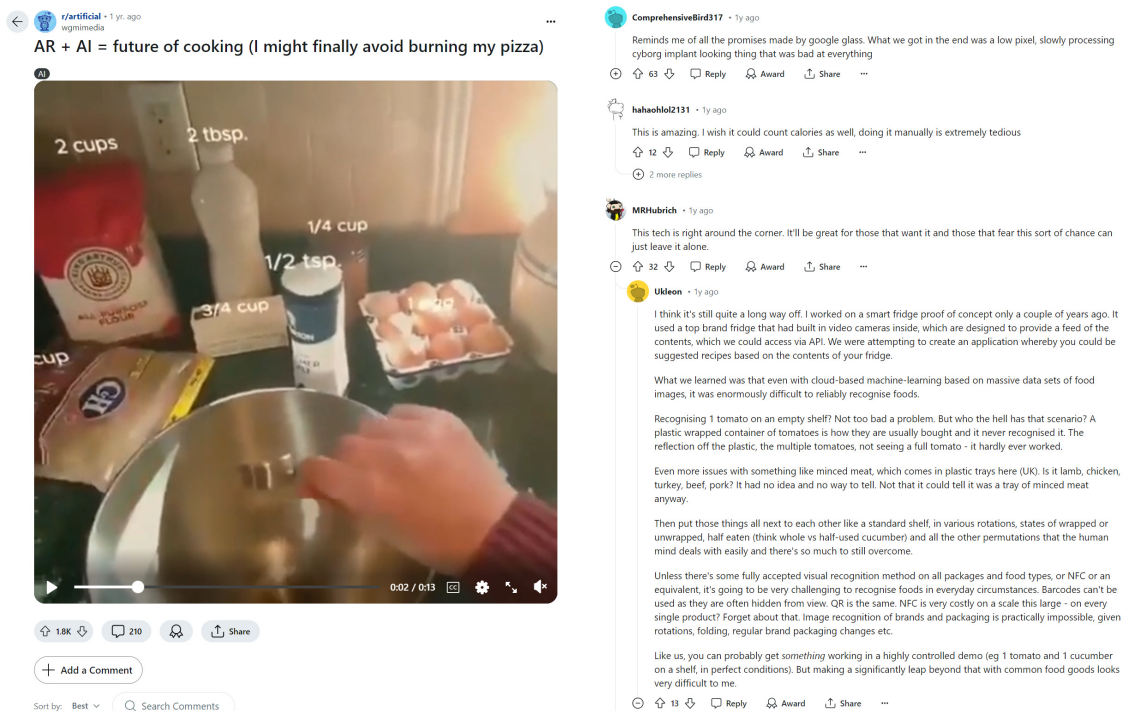 r/artificial • 1 yr. ago
wgmimedia
AR + AI = future of cooking (I might finally avoid burning my pizza)
AI
2 cups
2 tbsp.
1/4 cup
1/2 tsp.
3/4 cup
1 egg
cup
KING ARTHUR
BAKING COMPANY
ALL PURPOSE
FLOUR
C&H
0:02 / 0:13
CC
1.8K
210
Share
Add a Comment
Sort by: Best
Search Comments
ComprehensiveBird317 • 1y ago
Reminds me of all the promises made by google glass. What we got in the end was a low pixel, slowly processing
cyborg implant looking thing that was bad at everything
63 Reply Award Share
hahaohlol2131 • 1y ago
This is amazing. I wish it could count calories as well, doing it manually is extremely tedious
12 Reply Award Share
2 more replies
MRHubrich • 1y ago
This tech is right around the corner. It'll be great for those that want it and those that fear this sort of chance can
just leave it alone.
32 Reply Award Share
Ukleon • 1y ago
I think it's still quite a long way off. I worked on a smart fridge proof of concept only a couple of years ago. It
used a top brand fridge that had built in video cameras inside, which are designed to provide a feed of the
contents, which we could access via API. We were attempting to create an application whereby you could be
suggested recipes based on the contents of your fridge.
What we learned was that even with cloud-based machine-learning based on massive data sets of food
images, it was enormously difficult to reliably recognise foods.
Recognising 1 tomato on an empty shelf? Not too bad a problem. But who the hell has that scenario? A
plastic wrapped container of tomatoes is how they are usually bought and it never recognised it. The
reflection off the plastic, the multiple tomatoes, not seeing a full tomato - it hardly ever worked.
Even more issues with something like minced meat, which comes in plastic trays here (UK). Is it lamb, chicken,
turkey, beef, pork? It had no idea and no way to tell. Not that it could tell it was a tray of minced meat
anyway.
Then put those things all next to each other like a standard shelf, in various rotations, states of wrapped or
unwrapped, half eaten (think whole vs half-used cucumber) and all the other permutations that the human
mind deals with easily and there's so much to still overcome.
Unless there's some fully accepted visual recognition method on all packages and food types, or NFC or an
equivalent, it's going to be very challenging to recognise foods in everyday circumstances. Barcodes can't be
used as they are often hidden from view. QR is the same. NFC is very costly on a scale this large - on every
single product? Forget about that. Image recognition of brands and packaging is practically impossible, given
rotations, folding, regular brand packaging changes etc.
Like us, you can probably get something working in a highly controlled demo (eg 1 tomato and 1 cucumber
on a shelf, in perfect conditions). But making a significantly leap beyond that with common food goods looks
very difficult to me.
13 Reply Award Share